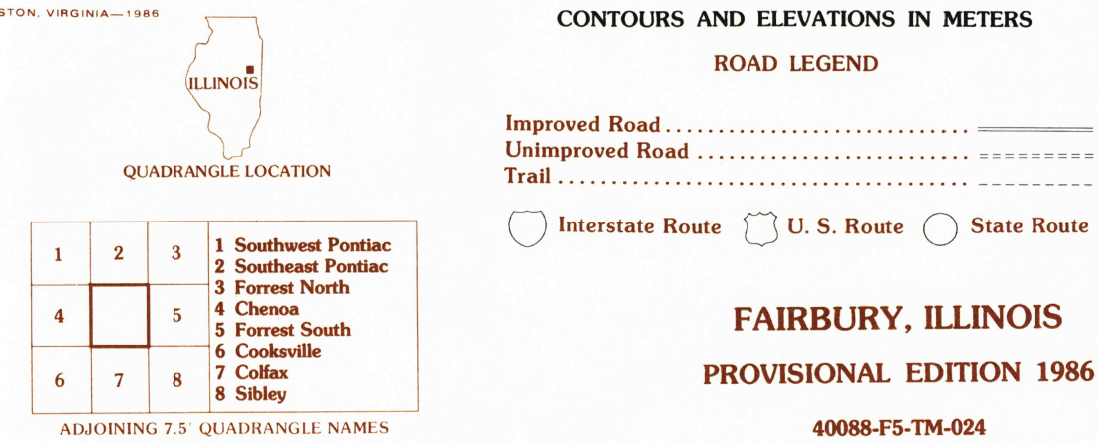 STON, VIRGINIA—1986
ILLINOIS
QUADRANGLE LOCATION
1 2 3
4 5
6 7 8
1 Southwest Pontiac
2 Southeast Pontiac
3 Forrest North
4 Chenoa
5 Forrest South
6 Cooksville
7 Colfax
8 Sibley
ADJOINING 7.5′ QUADRANGLE NAMES
CONTOURS AND ELEVATIONS IN METERS
ROAD LEGEND
Improved Road
Unimproved Road
Trail
Interstate Route U. S. Route State Route
FAIRBURY, ILLINOIS
PROVISIONAL EDITION 1986
40088-F5-TM-024